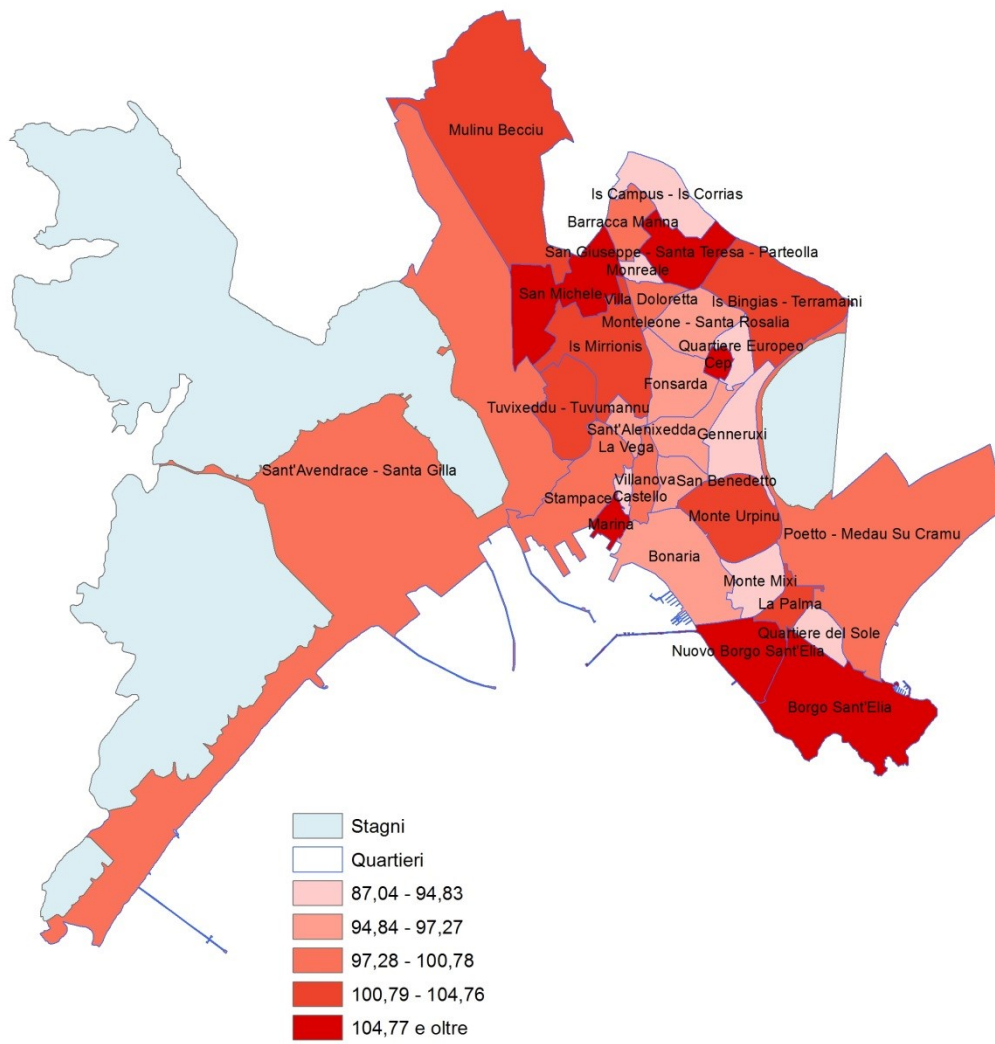 Mulinu Becciu
Is Campus - Is Corrias
Barracca Manna
San Giuseppe - Santa Teresa - Parteolla
Monreale
San Michele
Villa Doloretta
Is Bingias - Terramaini
Monteleone - Santa Rosalia
Is Mirrionis
Quartiere Europeo
Cep
Fonsarda
Tuvixeddu - Tuvumannu
Sant'Alenixedda
Genneruxi
La Vega
Sant'Avendrace - Santa Gilla
Villanova
San Benedetto
Stampace
Castello
Marina
Monte Urpinu
Poetto - Medau Su Cramu
Bonaria
Monte Mixi
La Palma
Quartiere del Sole
Nuovo Borgo Sant'Elia
Borgo Sant'Elia
Stagni
Quartieri
87,04 - 94,83
94,84 - 97,27
97,28 - 100,78
100,79 - 104,76
104,77 e oltre